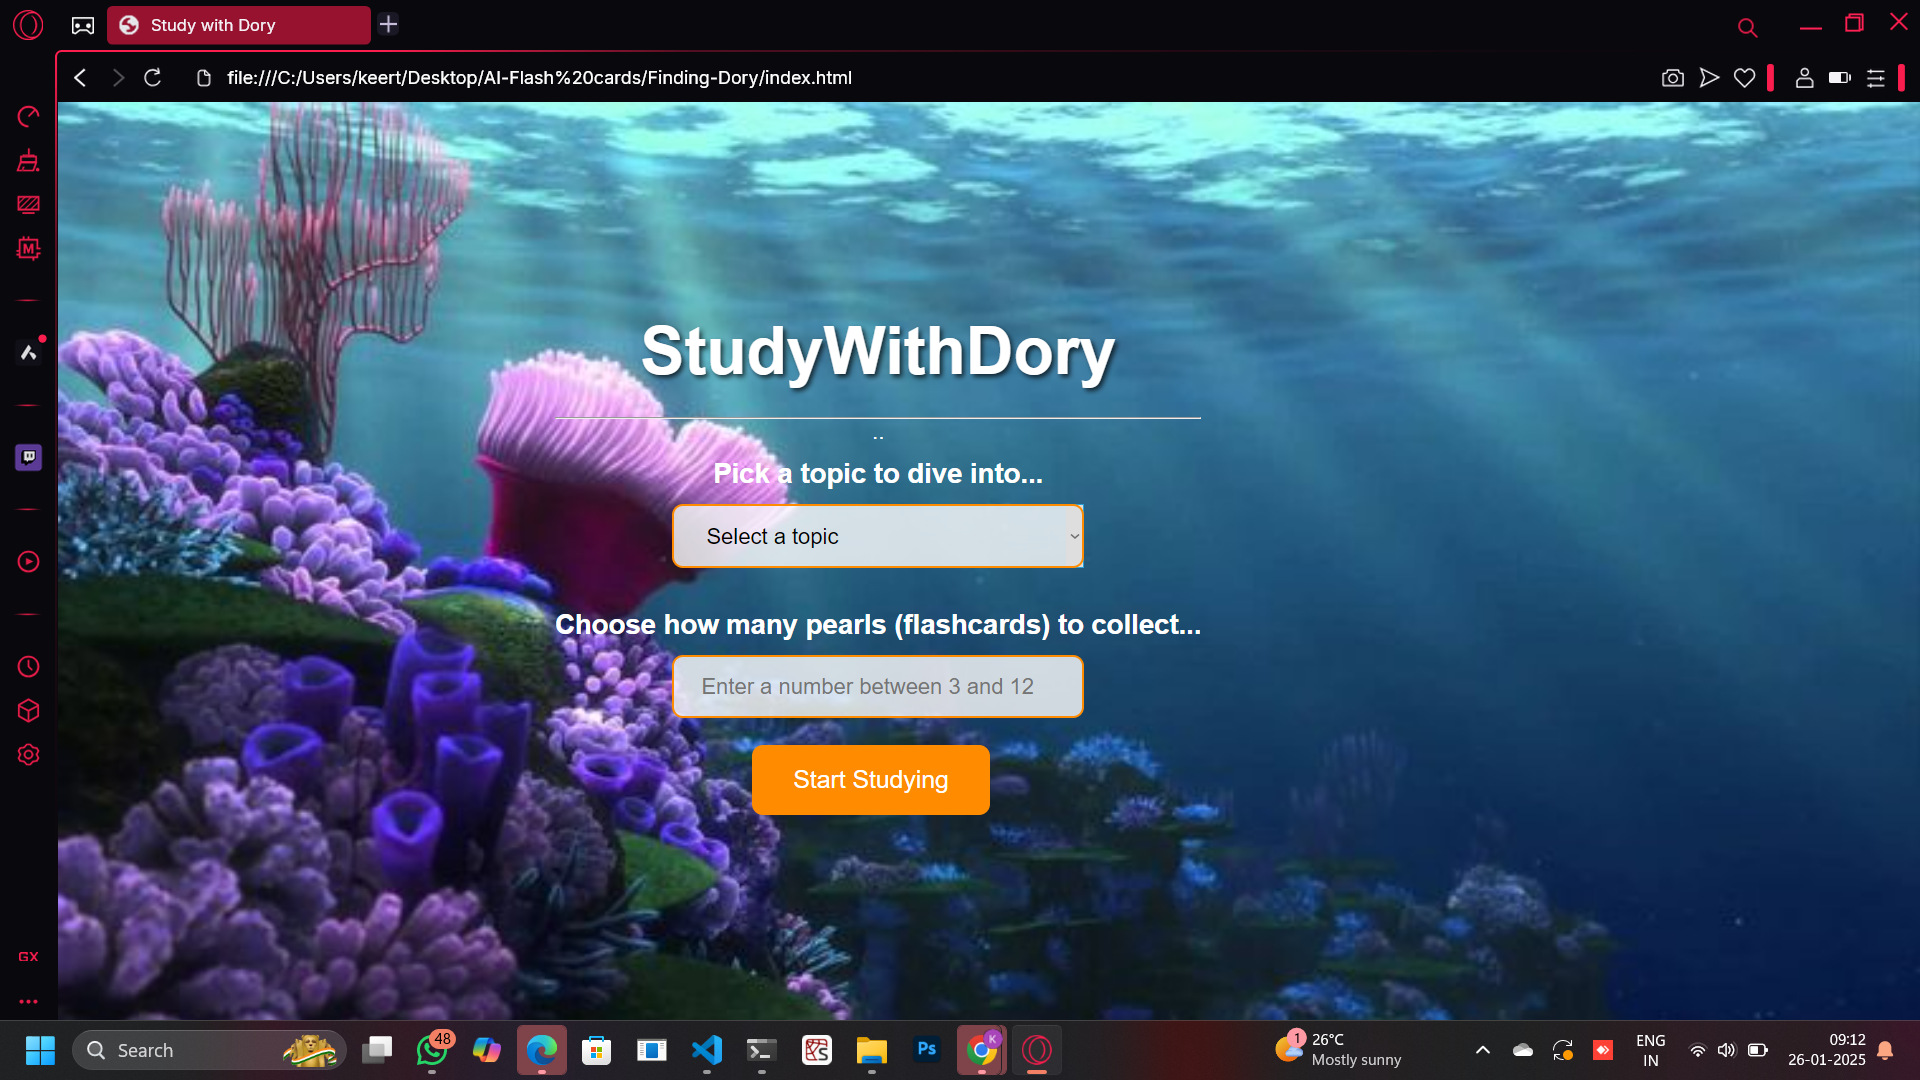 Study with Dory
file:///C:/Users/keert/Desktop/AI-Flash%20cards/Finding-Dory/index.html
M
StudyWithDory
..
Pick a topic to dive into...
Select a topic
Choose how many pearls (flashcards) to collect...
Enter a number between 3 and 12
Start Studying
GX
Search
48
Ps
K
1
26°C
Mostly sunny
ENG
IN
09:12
26-01-2025